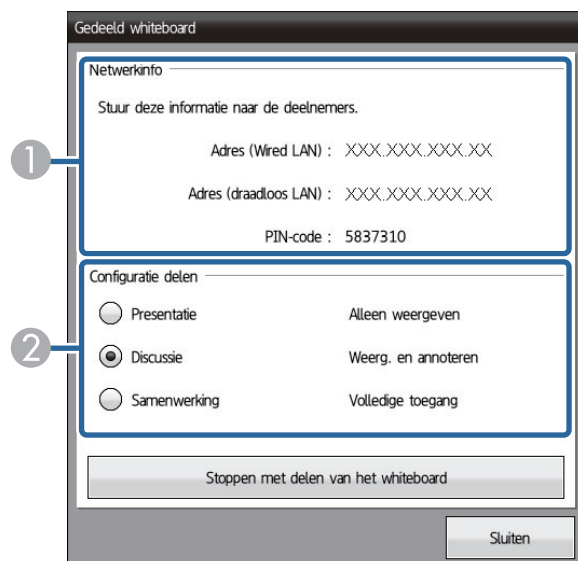 Gedeeld whiteboard
Netwerkinfo
Stuur deze informatie naar de deelnemers.
1
Adres (Wired LAN) : XXX.XXX.XXX.XX
Adres (draadloos LAN) : XXX.XXX.XXX.XX
PIN-code : 5837310
Configuratie delen
Presentatie Alleen weergeven
2 Discussie Weerg. en annoteren
Samenwerking Volledige toegang
Stoppen met delen van het whiteboard
Sluiten